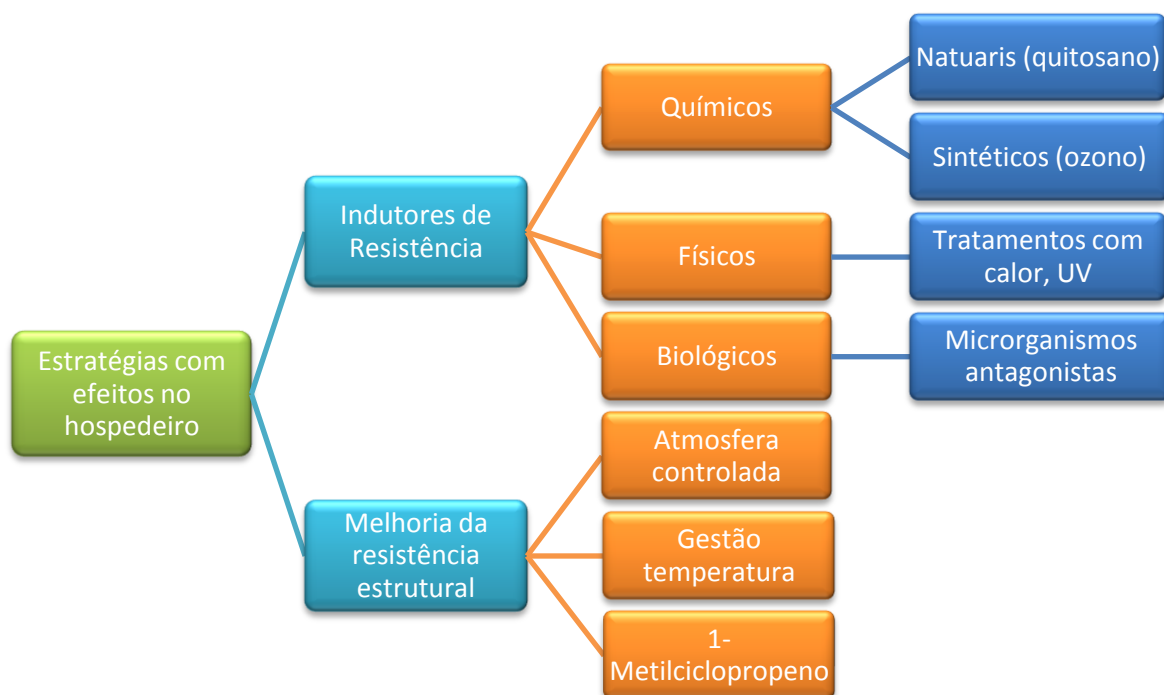 Estratégias com
efeitos no
hospedeiro
Indutores de
Resistência
Químicos
Natuaris (quitosano)
Sintéticos (ozono)
Físicos
Tratamentos com
calor, UV
Biológicos
Microrganismos
antagonistas
Melhoria da
resistência
estrutural
Atmosfera
controlada
Gestão
temperatura
1-
Metilciclopropeno